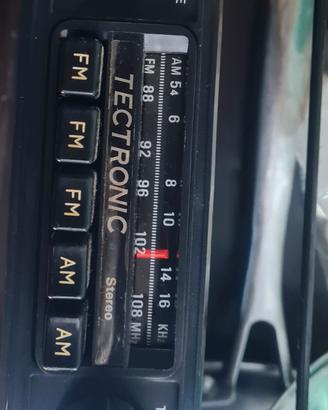 AM 54 6 8 10 14 16 KHz
FM 88 92 96 102 108 MHz
TECTRONIC Stereo
FM FM FM AM AM